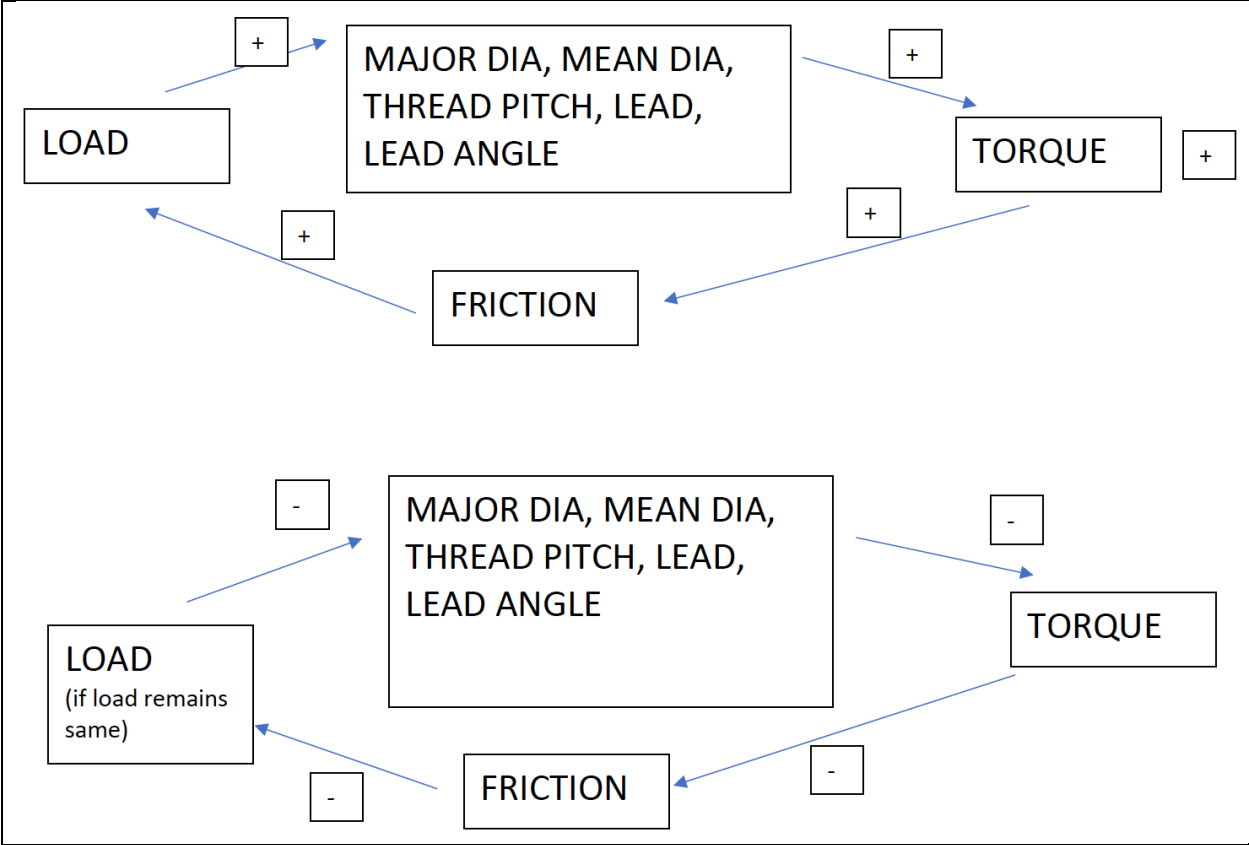 +
MAJOR DIA, MEAN DIA,
THREAD PITCH, LEAD,
LEAD ANGLE
+
LOAD
TORQUE
+
+
+
FRICTION
-
MAJOR DIA, MEAN DIA,
THREAD PITCH, LEAD,
LEAD ANGLE
-
LOAD
(if load remains
same)
TORQUE
-
FRICTION
-